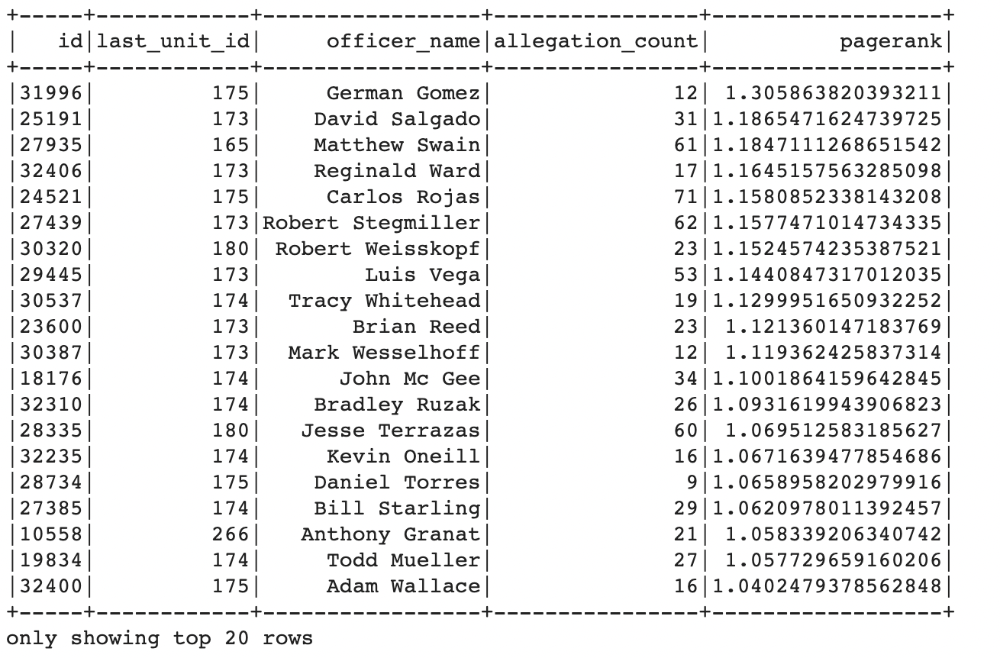 +-----+------------+-----------------+----------------+------------------+
|   id|last_unit_id|     officer_name|allegation_count|          pagerank|
+-----+------------+-----------------+----------------+------------------+
|31996|         175|     German Gomez|              12| 1.305863820393211|
|25191|         173|    David Salgado|              31|1.1865471624739725|
|27935|         165|    Matthew Swain|              61|1.1847111268651542|
|32406|         173|    Reginald Ward|              17|1.1645157563285098|
|24521|         175|     Carlos Rojas|              71|1.1580852338143208|
|27439|         173|Robert Stegmiller|              62|1.1577471014734335|
|30320|         180| Robert Weisskopf|              23|1.1524574235387521|
|29445|         173|        Luis Vega|              53|1.1440847317012035|
|30537|         174|  Tracy Whitehead|              19|1.1299951650932252|
|23600|         173|       Brian Reed|              23| 1.121360147183769|
|30387|         173|  Mark Wesselhoff|              12| 1.119362425837314|
|18176|         174|      John Mc Gee|              34|1.1001864159642845|
|32310|         174|    Bradley Ruzak|              26|1.0931619943906823|
|28335|         180|   Jesse Terrazas|              60| 1.069512583185627|
|32235|         174|     Kevin Oneill|              16|1.0671639477854686|
|28734|         175|    Daniel Torres|               9|1.0658958202979916|
|27385|         174|    Bill Starling|              29|1.0620978011392457|
|10558|         266|   Anthony Granat|              21| 1.058339206340742|
|19834|         174|     Todd Mueller|              27| 1.057729659160206|
|32400|         175|     Adam Wallace|              16|1.0402479378562848|
+-----+------------+-----------------+----------------+------------------+
only showing top 20 rows